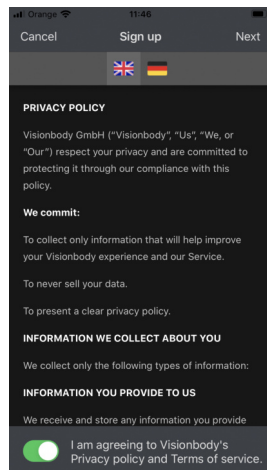 Orange 11:46
Cancel Sign up Next
PRIVACY POLICY
Visionbody GmbH (“Visionbody”, “Us”, “We, or
“Our”) respect your privacy and are committed to
protecting it through our compliance with this
policy.
We commit:
To collect only information that will help improve
your Visionbody experience and our Service.
To never sell your data.
To present a clear privacy policy.
INFORMATION WE COLLECT ABOUT YOU
We collect only the following types of information:
INFORMATION YOU PROVIDE TO US
We receive and store any information you provide
I am agreeing to Visionbody's
Privacy policy and Terms of service.